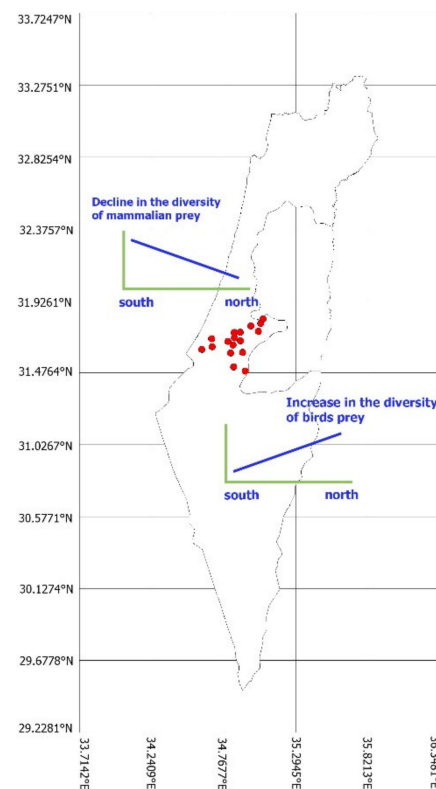 33.7247°N
33.2751°N
32.8254°N
32.3757°N
Decline in the diversity
of mammalian prey
south north
31.9261°N
31.4764°N
Increase in the diversity
of birds prey
south north
31.0267°N
30.5771°N
30.1274°N
29.6778°N
29.2281°N
33.7142°E
34.2409°E
34.7677°E
35.2945°E
35.8213°E